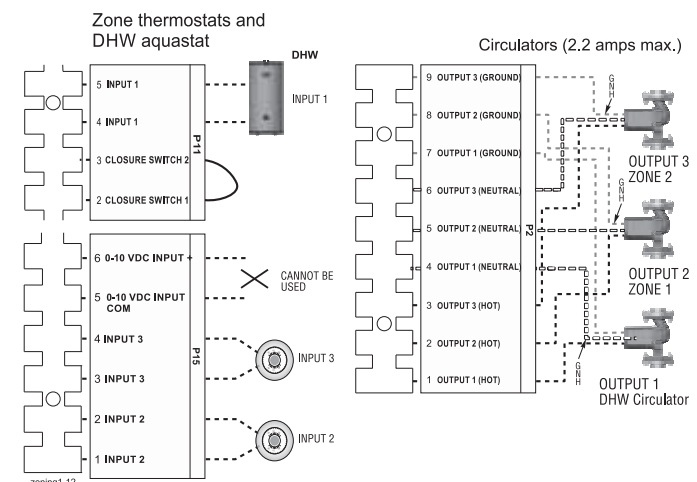 Zone thermostats and
DHW aquastat
DHW
INPUT 1
5 INPUT 1
4 INPUT 1
3 CLOSURE SWITCH 2
2 CLOSURE SWITCH 1
P11
6 0-10 VDC INPUT +
5 0-10 VDC INPUT
COM
4 INPUT 3
3 INPUT 3
2 INPUT 2
1 INPUT 2
P15
CANNOT BE
USED
INPUT 3
INPUT 2
zoning1-12
Circulators (2.2 amps max.)
9 OUTPUT 3 (GROUND)
8 OUTPUT 2 (GROUND)
7 OUTPUT 1 (GROUND)
6 OUTPUT 3 (NEUTRAL)
5 OUTPUT 2 (NEUTRAL)
4 OUTPUT 1 (NEUTRAL)
3 OUTPUT 3 (HOT)
2 OUTPUT 2 (HOT)
1 OUTPUT 1 (HOT)
P2
G
N
H
OUTPUT 3
ZONE 2
G
N
H
OUTPUT 2
ZONE 1
G
N
H
OUTPUT 1
DHW Circulator